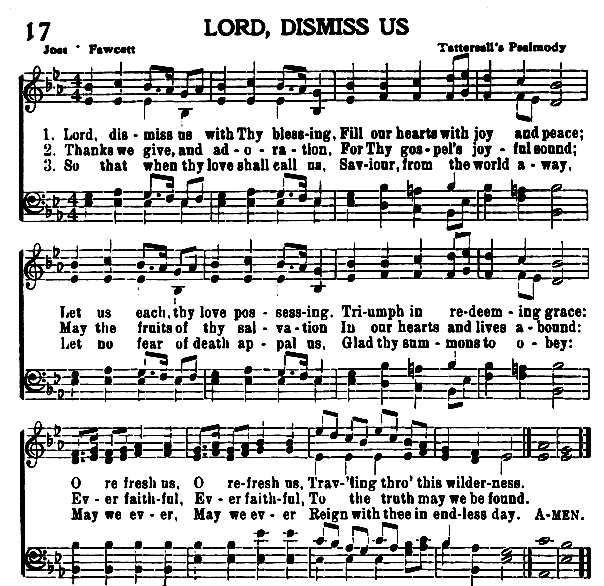 17 LORD, DISMISS US
Fawcett Tattersall's Psalmody
1. Lord, dis - miss us with Thy bless - ing, Fill our hearts with joy and peace;
2. Thanks we give, and ad - o - ra - tion, For Thy gos - pel's joy - ful sound;
3. So that when thy love shall call us, Sav - iour, from the world a - way,
Let us each, thy love pos - sess - ing, Tri - umph in re - deem - ing grace:
May the fruits of thy sal - va - tion In our hearts and lives a - bound:
Let no fear of death ap - pal us, Glad thy sum - mons to o - bey:
O re fresh us, O re - fresh us, Trav - 'ling thro' this wilder - ness.
Ev - er faith - ful, Ev - er faith - ful, To the truth may we be found.
May we ev - er, May we ev - er Reign with thee in end - less day. A - MEN.